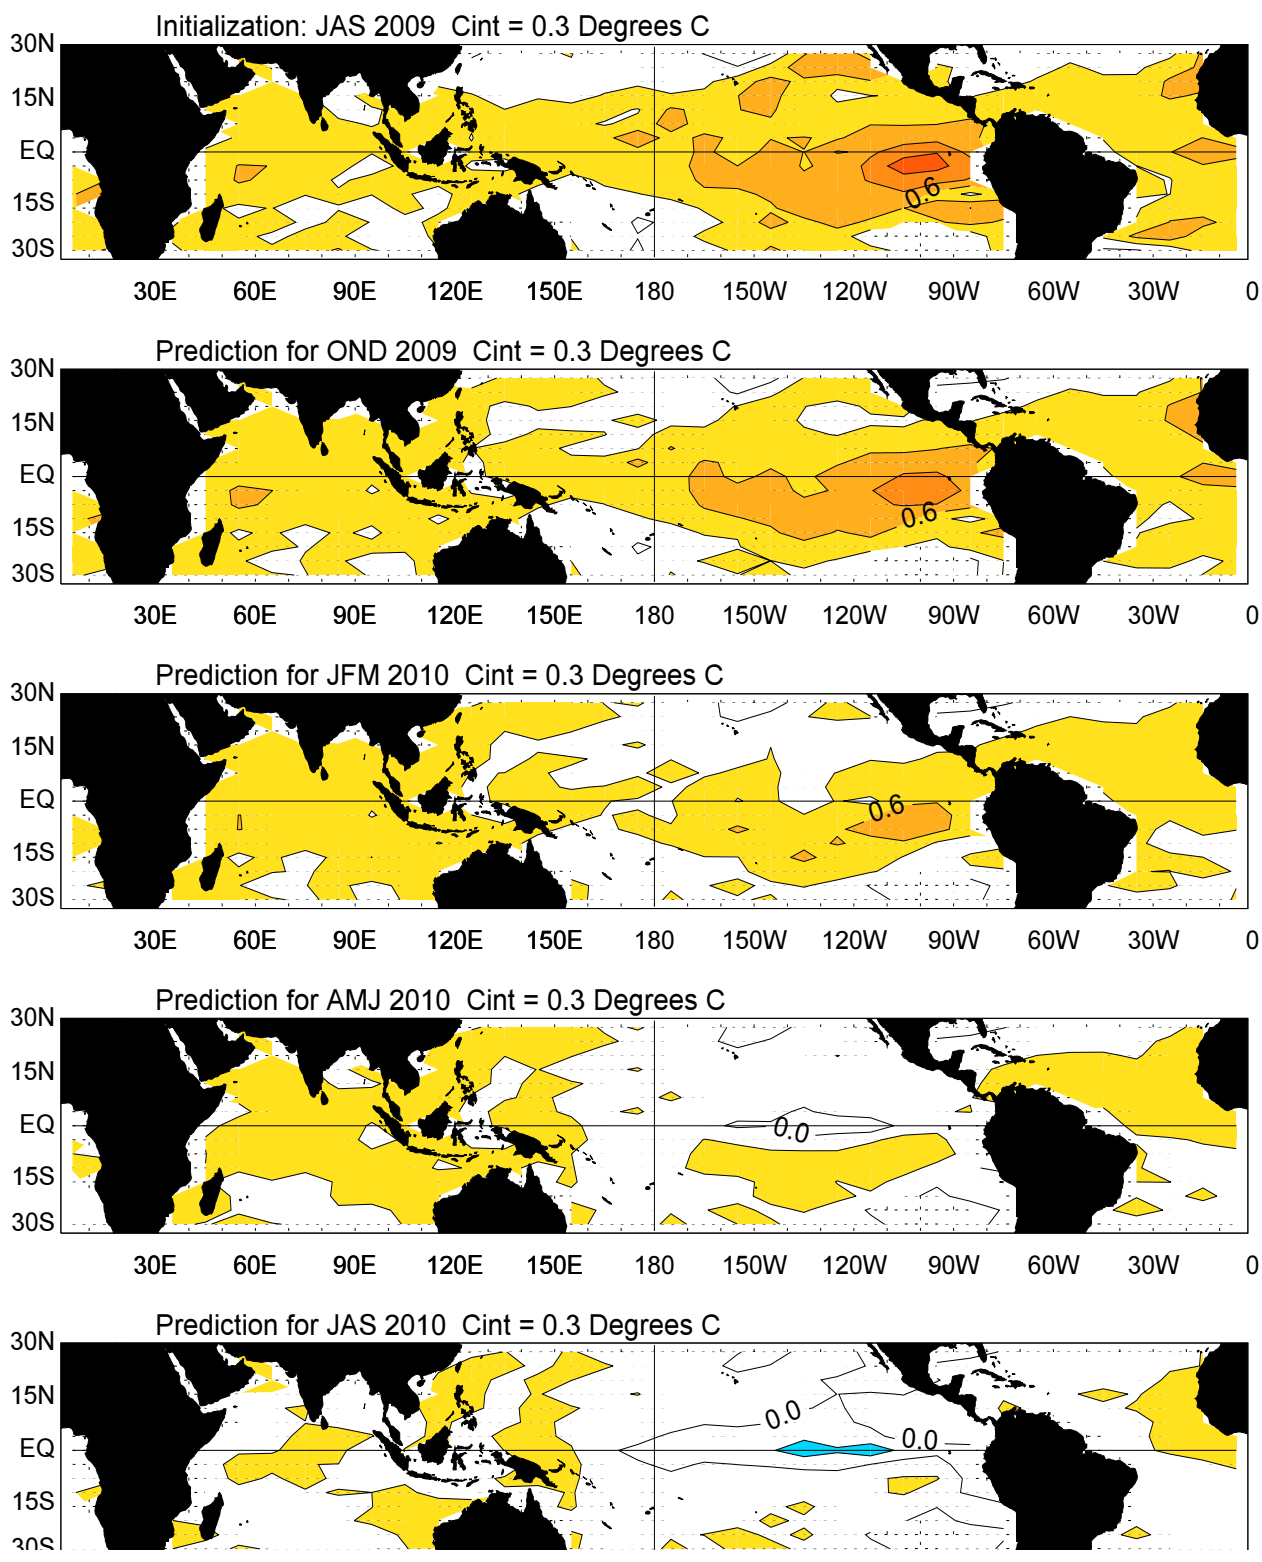 Initialization: JAS 2009  Cint = 0.3 Degrees C
30N
15N
EQ
15S
30S
0.6
30E 60E 90E 120E 150E 180 150W 120W 90W 60W 30W 0
Prediction for OND 2009  Cint = 0.3 Degrees C
30N
15N
EQ
15S
30S
0.6
30E 60E 90E 120E 150E 180 150W 120W 90W 60W 30W 0
Prediction for JFM 2010  Cint = 0.3 Degrees C
30N
15N
EQ
0.6
15S
30S
30E 60E 90E 120E 150E 180 150W 120W 90W 60W 30W 0
Prediction for AMJ 2010  Cint = 0.3 Degrees C
30N
15N
EQ
0.0
15S
30S
30E 60E 90E 120E 150E 180 150W 120W 90W 60W 30W 0
Prediction for JAS 2010  Cint = 0.3 Degrees C
30N
15N
0.0
EQ
0.0
15S
30S